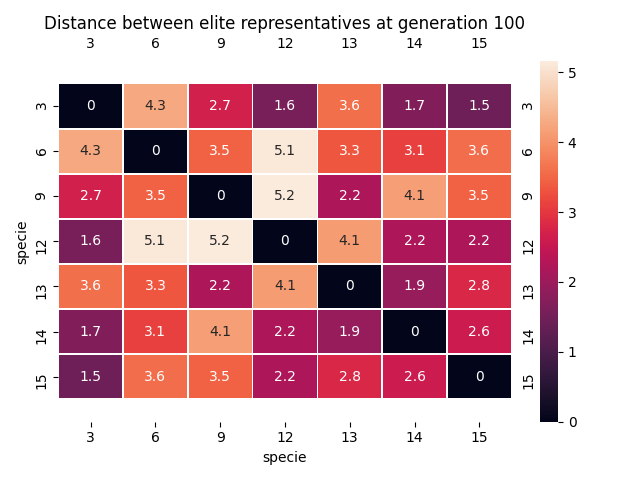 Distance between elite representatives at generation 100
3 6 9 12 13 14 15
3 0 4.3 2.7 1.6 3.6 1.7 1.5 3
6 4.3 0 3.5 5.1 3.3 3.1 3.6 6
9 2.7 3.5 0 5.2 2.2 4.1 3.5 9
12 1.6 5.1 5.2 0 4.1 2.2 2.2 12
13 3.6 3.3 2.2 4.1 0 1.9 2.8 13
14 1.7 3.1 4.1 2.2 1.9 0 2.6 14
15 1.5 3.6 3.5 2.2 2.8 2.6 0 15
3 6 9 12 13 14 15
specie
specie
5
4
3
2
1
0